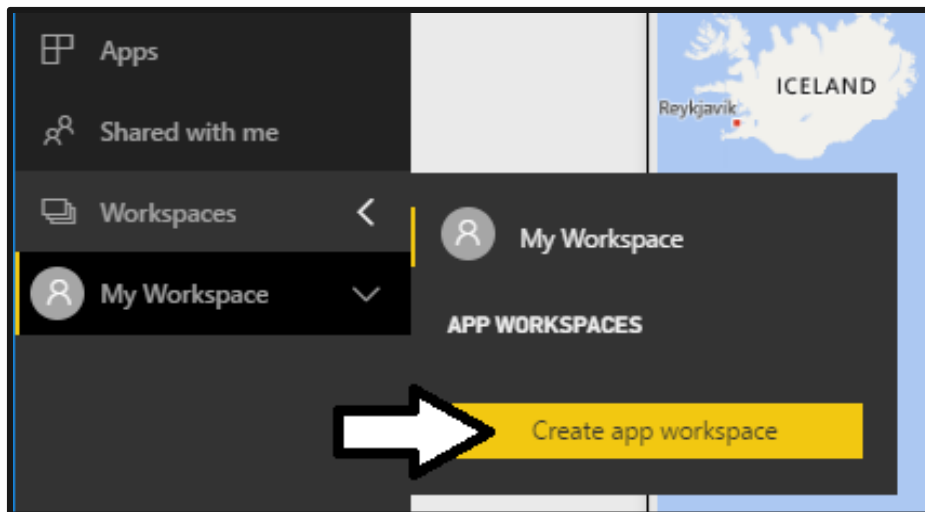 Apps
Shared with me
Workspaces
My Workspace
ICELAND
Reykjavik
My Workspace
APP WORKSPACES
Create app workspace